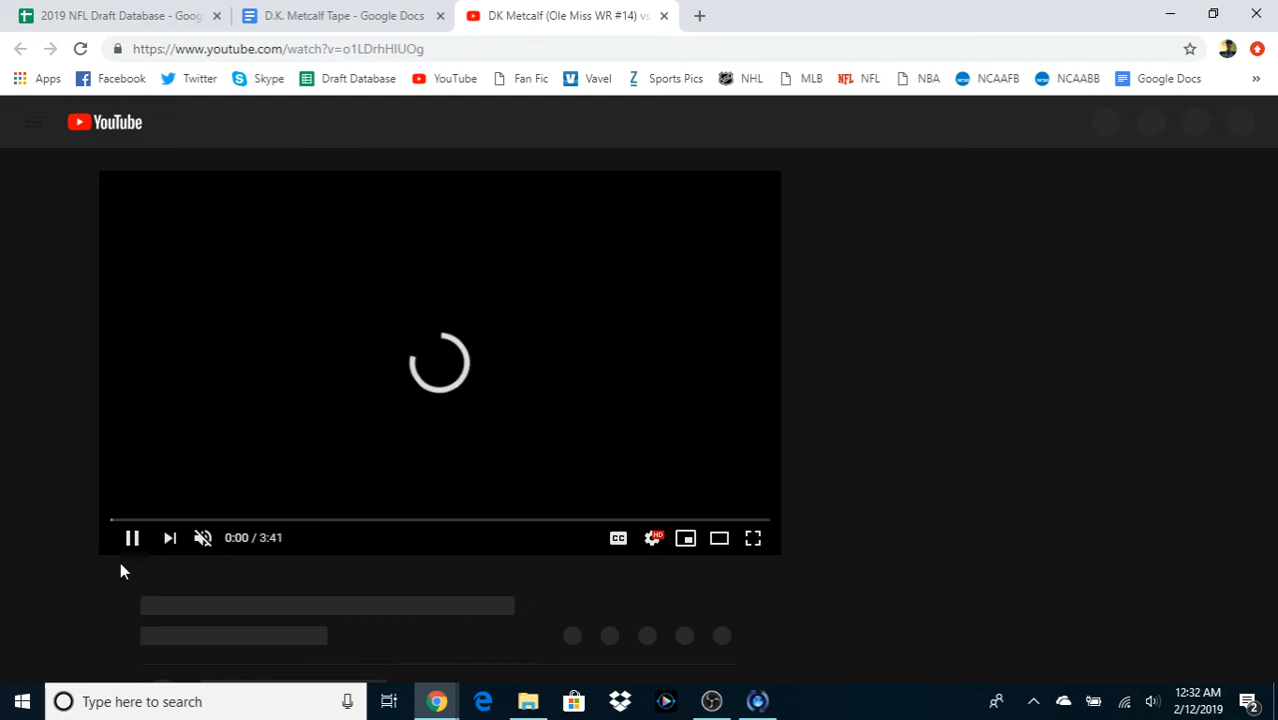 2019 NFL Draft Database - Goog
D.K. Metcalf Tape - Google Docs
DK Metcalf (Ole Miss WR #14) vs
https://www.youtube.com/watch?v=o1LDrhHIUOg
Apps Facebook Twitter Skype Draft Database YouTube Fan Fic Vavel Sports Pics NHL MLB NFL NBA NCAAFB NCAABB Google Docs »
YouTube
0:00 / 3:41
CC HD
Type here to search
12:32 AM
2/12/2019
2